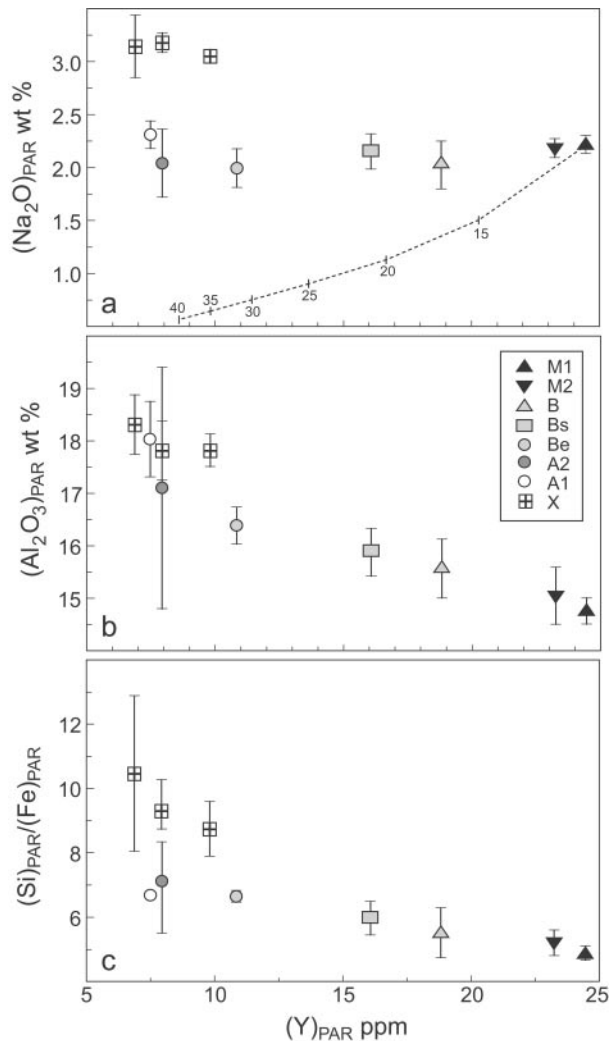 (Na₂O)PAR wt %
3.0
2.5
2.0
1.5
1.0
15
20
25
30
35
40
a
(Al₂O₃)PAR wt %
19
18
17
16
15
b
M1
M2
B
Bs
Be
A2
A1
X
(Si)PAR/(Fe)PAR
12
10
8
6
c
5
10
15
20
25
(Y)PAR ppm